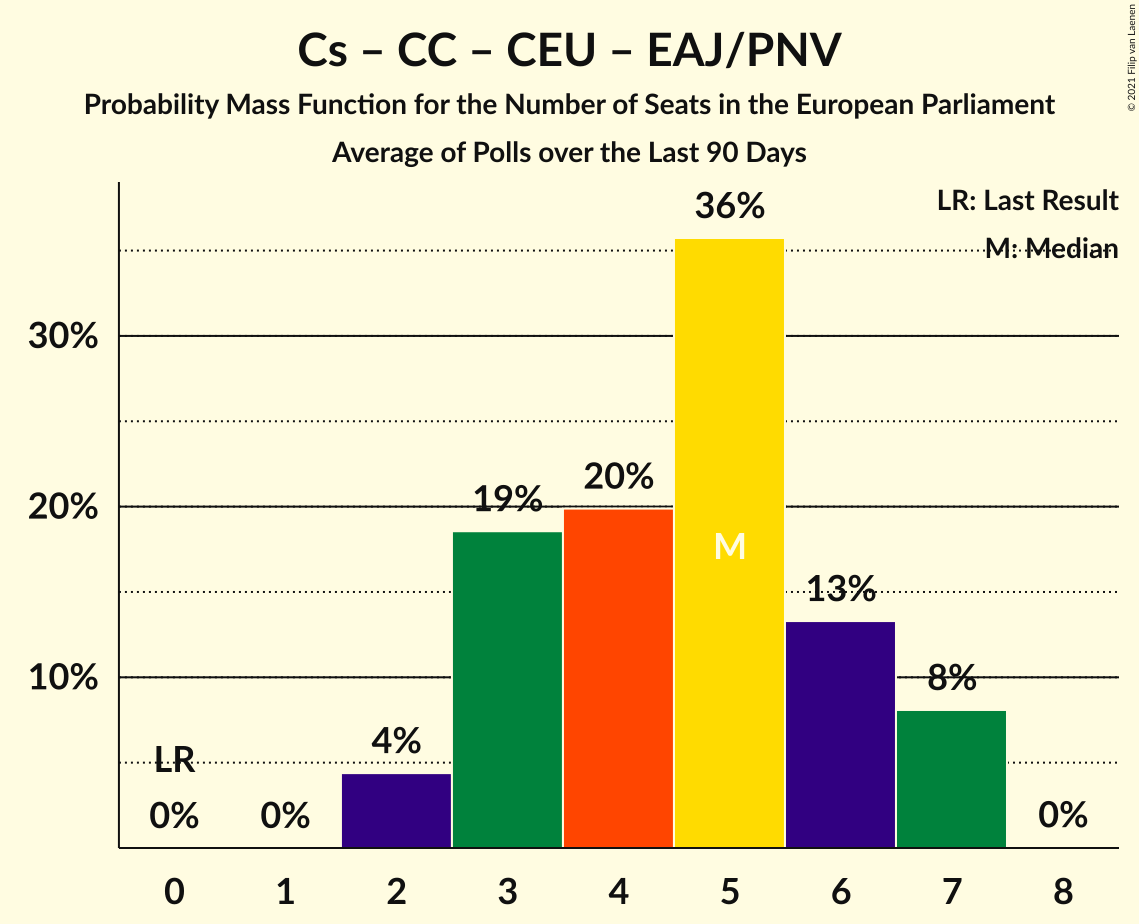 Cs – CC – CEU – EAJ/PNV
Probability Mass Function for the Number of Seats in the European Parliament
Average of Polls over the Last 90 Days
© 2021 Filip van Laenen
LR: Last Result
M: Median
36%
30%
20%
19%
20%
M
13%
10%
8%
4%
LR
0%
0%
0%
0 1 2 3 4 5 6 7 8